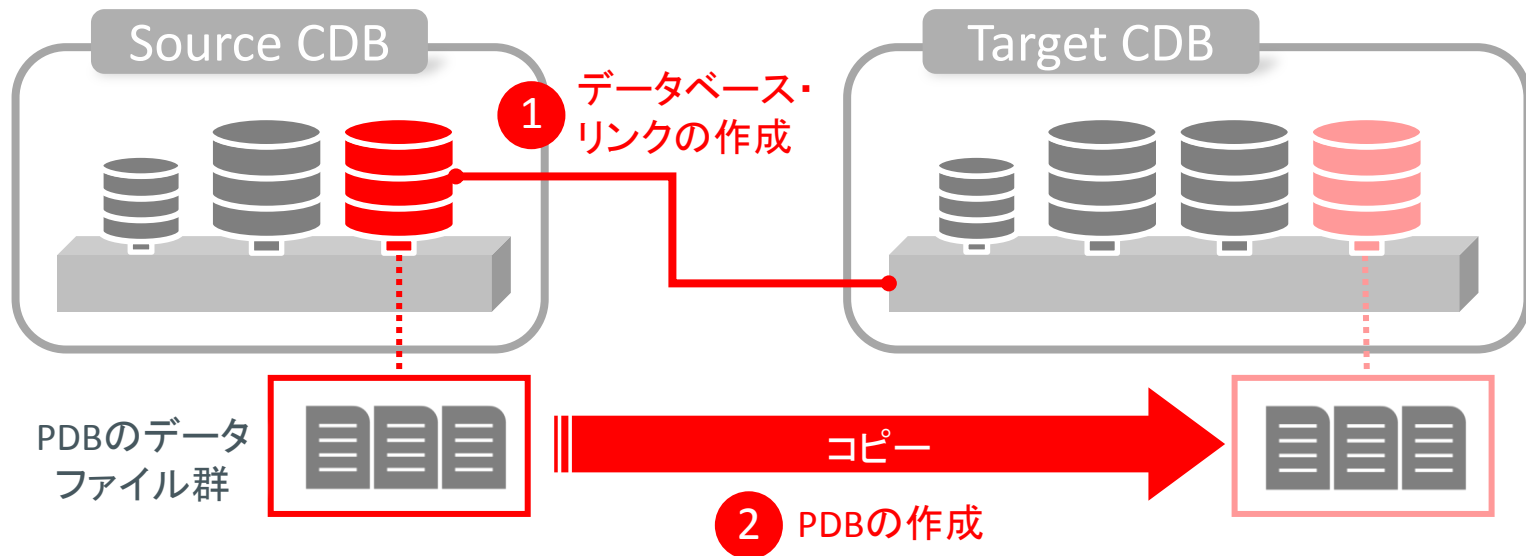 Source CDB
Target CDB
1
データベース・
リンクの作成
PDBのデータ
ファイル群
コピー
2 PDBの作成